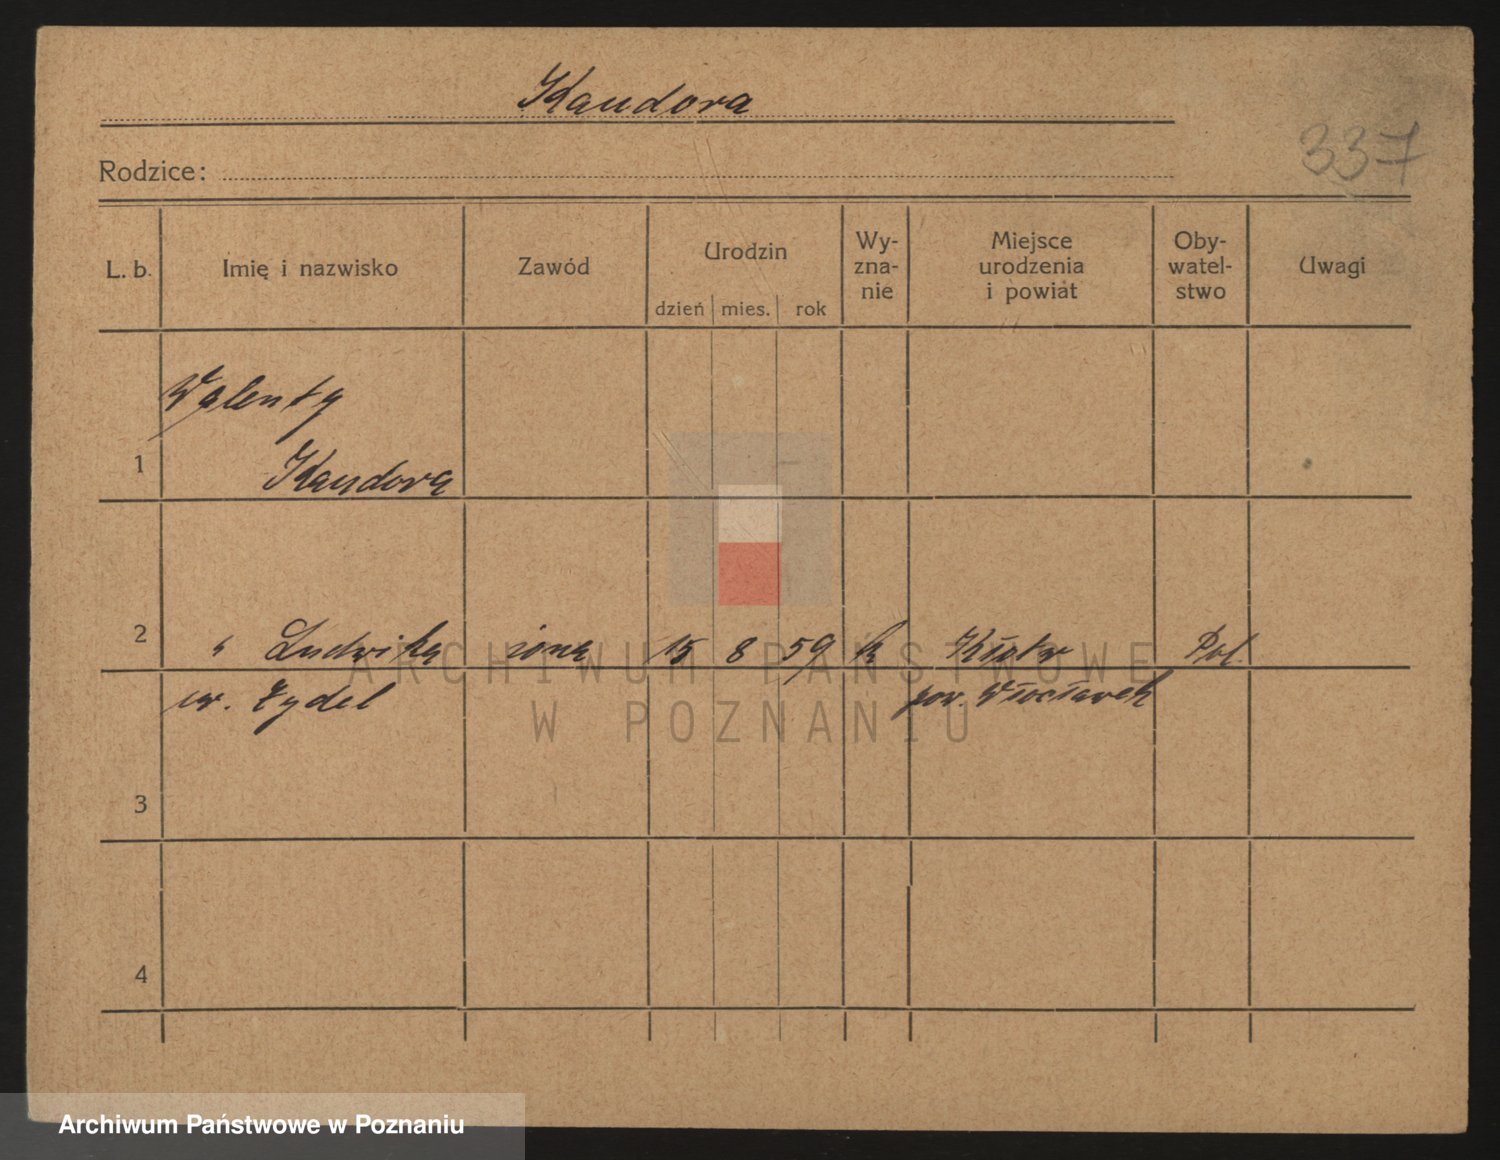 Kaudora
337
Rodzice:
L. b. Imię i nazwisko Zawód Urodzin Wy- zna- nie Miejsce urodzenia i powiat Oby- watel- stwo Uwagi
dzień mies. rok
Walenty
1 Kaudora
2 " Ludwika żona 15 8 59 k Pol.
ur. Zydel pow. Włocławek
3
4
ARCHIWUM PAŃSTWOWE
W POZNANIU
Archiwum Państwowe w Poznaniu